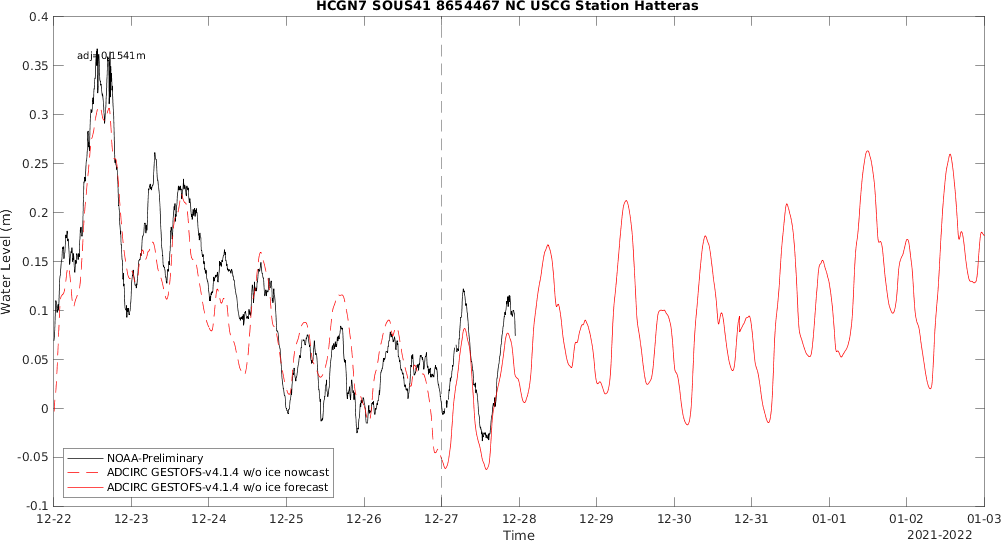 HCGN7 SOUS41 8654467 NC USCG Station Hatteras
adj=0.1541m
Water Level (m)
0.4
0.35
0.3
0.25
0.2
0.15
0.1
0.05
0
-0.05
-0.1
NOAA-Preliminary
ADCIRC GESTOFS-v4.1.4 w/o ice nowcast
ADCIRC GESTOFS-v4.1.4 w/o ice forecast
12-22 12-23 12-24 12-25 12-26 12-27 12-28 12-29 12-30 12-31 01-01 01-02 01-03
Time
2021-2022